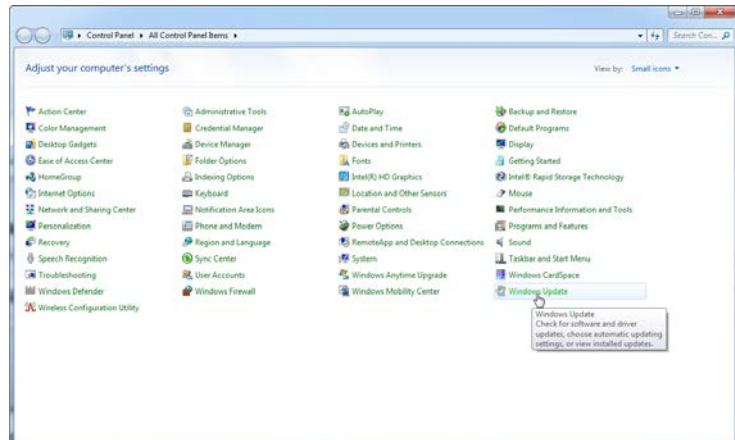 Control Panel ▸ All Control Panel Items ▸
Search Con...
Adjust your computer's settings
View by: Small icons
Action Center
Administrative Tools
AutoPlay
Backup and Restore
Color Management
Credential Manager
Date and Time
Default Programs
Desktop Gadgets
Device Manager
Devices and Printers
Display
Ease of Access Center
Folder Options
Fonts
Getting Started
HomeGroup
Indexing Options
Intel(R) HD Graphics
Intel® Rapid Storage Technology
Internet Options
Keyboard
Location and Other Sensors
Mouse
Network and Sharing Center
Notification Area Icons
Parental Controls
Performance Information and Tools
Personalization
Phone and Modem
Power Options
Programs and Features
Recovery
Region and Language
RemoteApp and Desktop Connections
Sound
Speech Recognition
Sync Center
System
Taskbar and Start Menu
Troubleshooting
User Accounts
Windows Anytime Upgrade
Windows CardSpace
Windows Defender
Windows Firewall
Windows Mobility Center
Windows Update
Wireless Configuration Utility
Windows Update
Check for software and driver
updates, choose automatic updating
settings, or view installed updates.